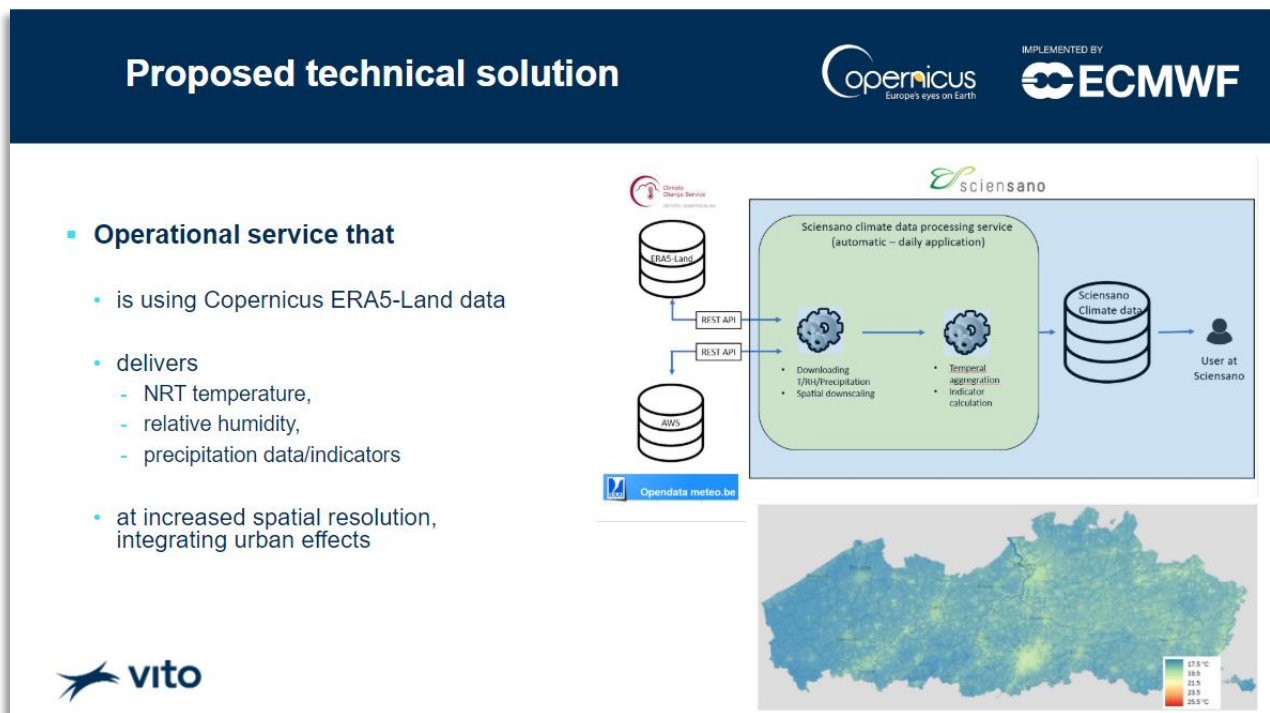 Proposed technical solution
Copernicus
Europe's eyes on Earth
IMPLEMENTED BY
ECMWF
▪ Operational service that
• is using Copernicus ERA5-Land data
• delivers
- NRT temperature,
- relative humidity,
- precipitation data/indicators
• at increased spatial resolution,
integrating urban effects
Climate
Change Service
sciensano
Sciensano climate data processing service
(automatic – daily application)
ERA5-Land
REST API
REST API
AWS
Opendata meteo.be
• Downloading
T/RH/Precipitation
• Spatial downscaling
• Temperal
aggregration
• Indicator
calculation
Sciensano
Climate data
User at
Sciensano
17.5 °C
19.5
21.5
23.5
25.5 °C
vito